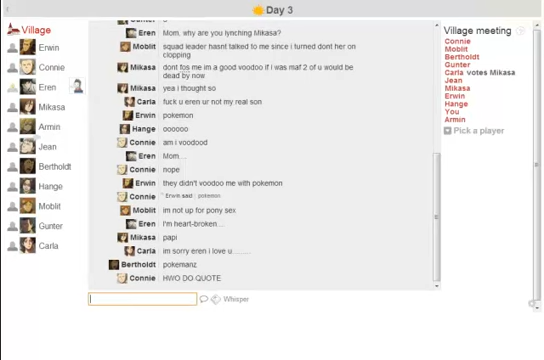 Day 3
Village
Erwin
Connie
Eren
Mikasa
Armin
Jean
Bertholdt
Hange
Moblit
Gunter
Carla
Gunter
Eren Mom, why are you lynching Mikasa?
Moblit squad leader hasnt talked to me since i turned dont her on
clopping
Mikasa dont fos me im a good voodoo if i was maf 2 of u would be
dead by now
Mikasa yea i thought so
Carla fuck u eren ur not my real son
Erwin pokemon
Hange oooooo
Connie am i voodood
Eren Mom...
Connie nope
Erwin they didn't voodoo me with pokemon
Connie " Erwin said : pokemon
Moblit im not up for pony sex
Eren I'm heart-broken...
Mikasa papi
Carla im sorry eren i love u........
Bertholdt pokemanz
Connie HWO DO QUOTE
Whisper
Village meeting
Connie
Moblit
Bertholdt
Gunter
Carla votes Mikasa
Jean
Mikasa
Erwin
Hange
You
Armin
Pick a player